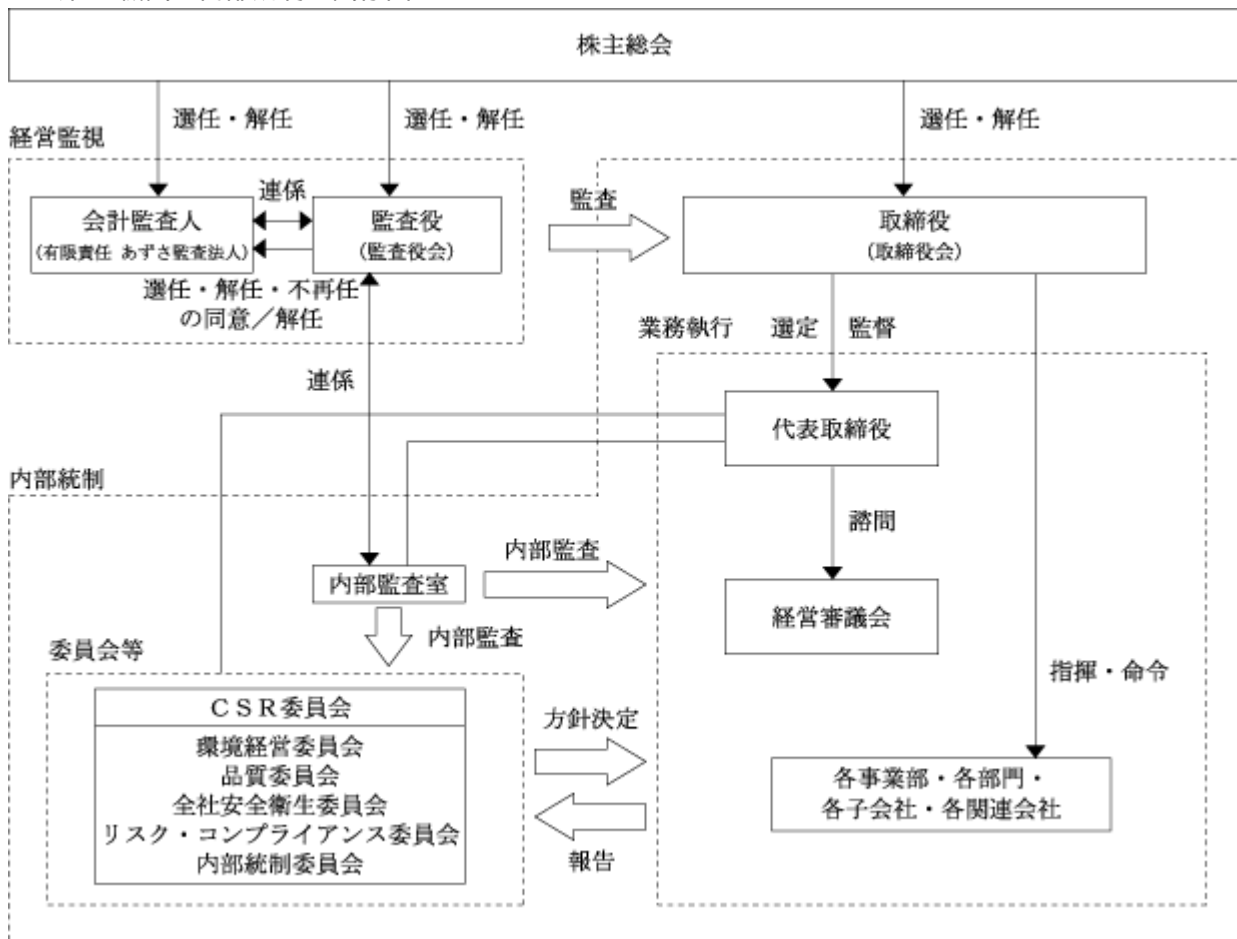 株主総会
選任・解任
選任・解任
選任・解任
経営監視
連係
会計監査人
(有限責任 あずさ監査法人)
監査役
(監査役会)
監査
取締役
(取締役会)
選任・解任・不再任
の同意／解任
業務執行
選定
監督
連係
代表取締役
内部統制
諮問
内部監査
内部監査室
経営審議会
内部監査
委員会等
指揮・命令
ＣＳＲ委員会
環境経営委員会
品質委員会
全社安全衛生委員会
リスク・コンプライアンス委員会
内部統制委員会
方針決定
報告
各事業部・各部門・
各子会社・各関連会社